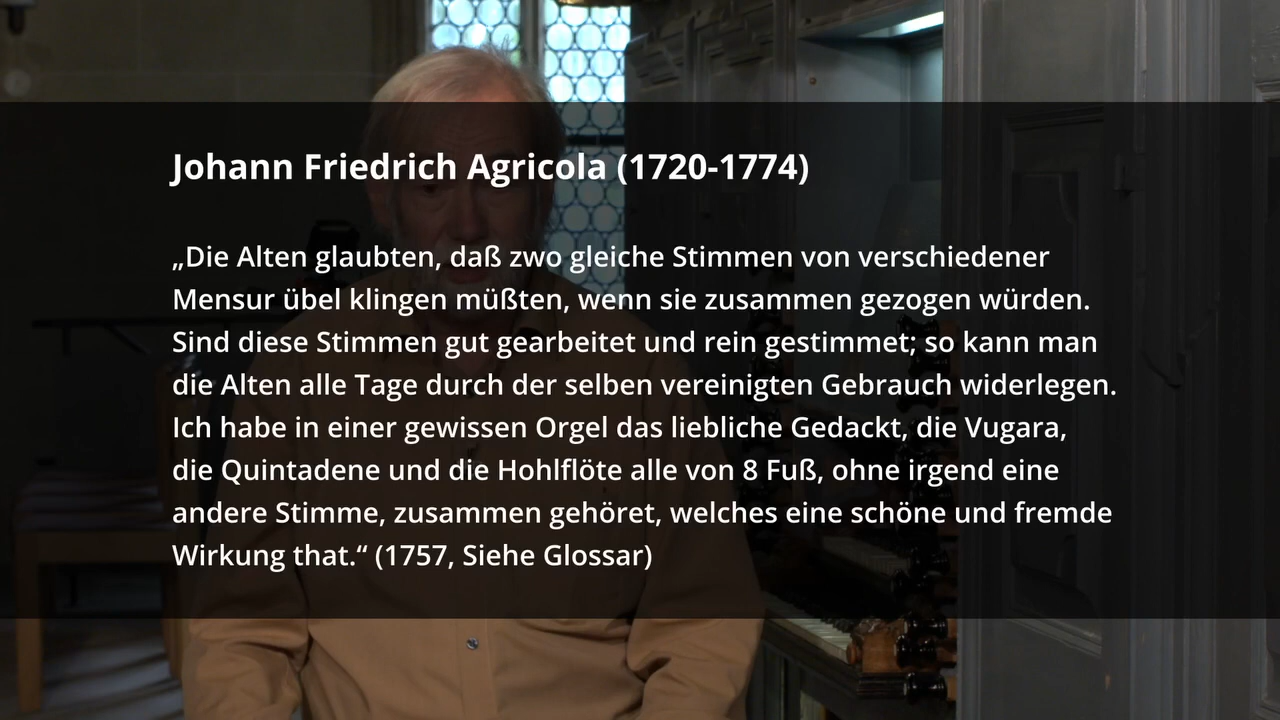 Johann Friedrich Agricola (1720-1774)
„Die Alten glaubten, daß zwo gleiche Stimmen von verschiedener
Mensur übel klingen müßten, wenn sie zusammen gezogen würden.
Sind diese Stimmen gut gearbeitet und rein gestimmet; so kann man
die Alten alle Tage durch der selben vereinigten Gebrauch widerlegen.
Ich habe in einer gewissen Orgel das liebliche Gedackt, die Vugara,
die Quintadene und die Hohlflöte alle von 8 Fuß, ohne irgend eine
andere Stimme, zusammen gehöret, welches eine schöne und fremde
Wirkung that.“ (1757, Siehe Glossar)